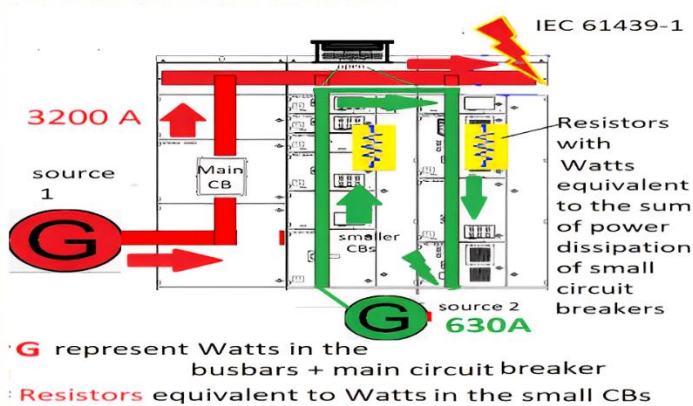 IEC 61439-1
open
3200 A
Resistors
with
Watts
equivalent
to the sum
of power
dissipation
of small
circuit
breakers
source
1
Main
CB
G
smaller
CBs
G
source 2
630A
G represent Watts in the
busbars + main circuit breaker
Resistors equivalent to Watts in the small CBs